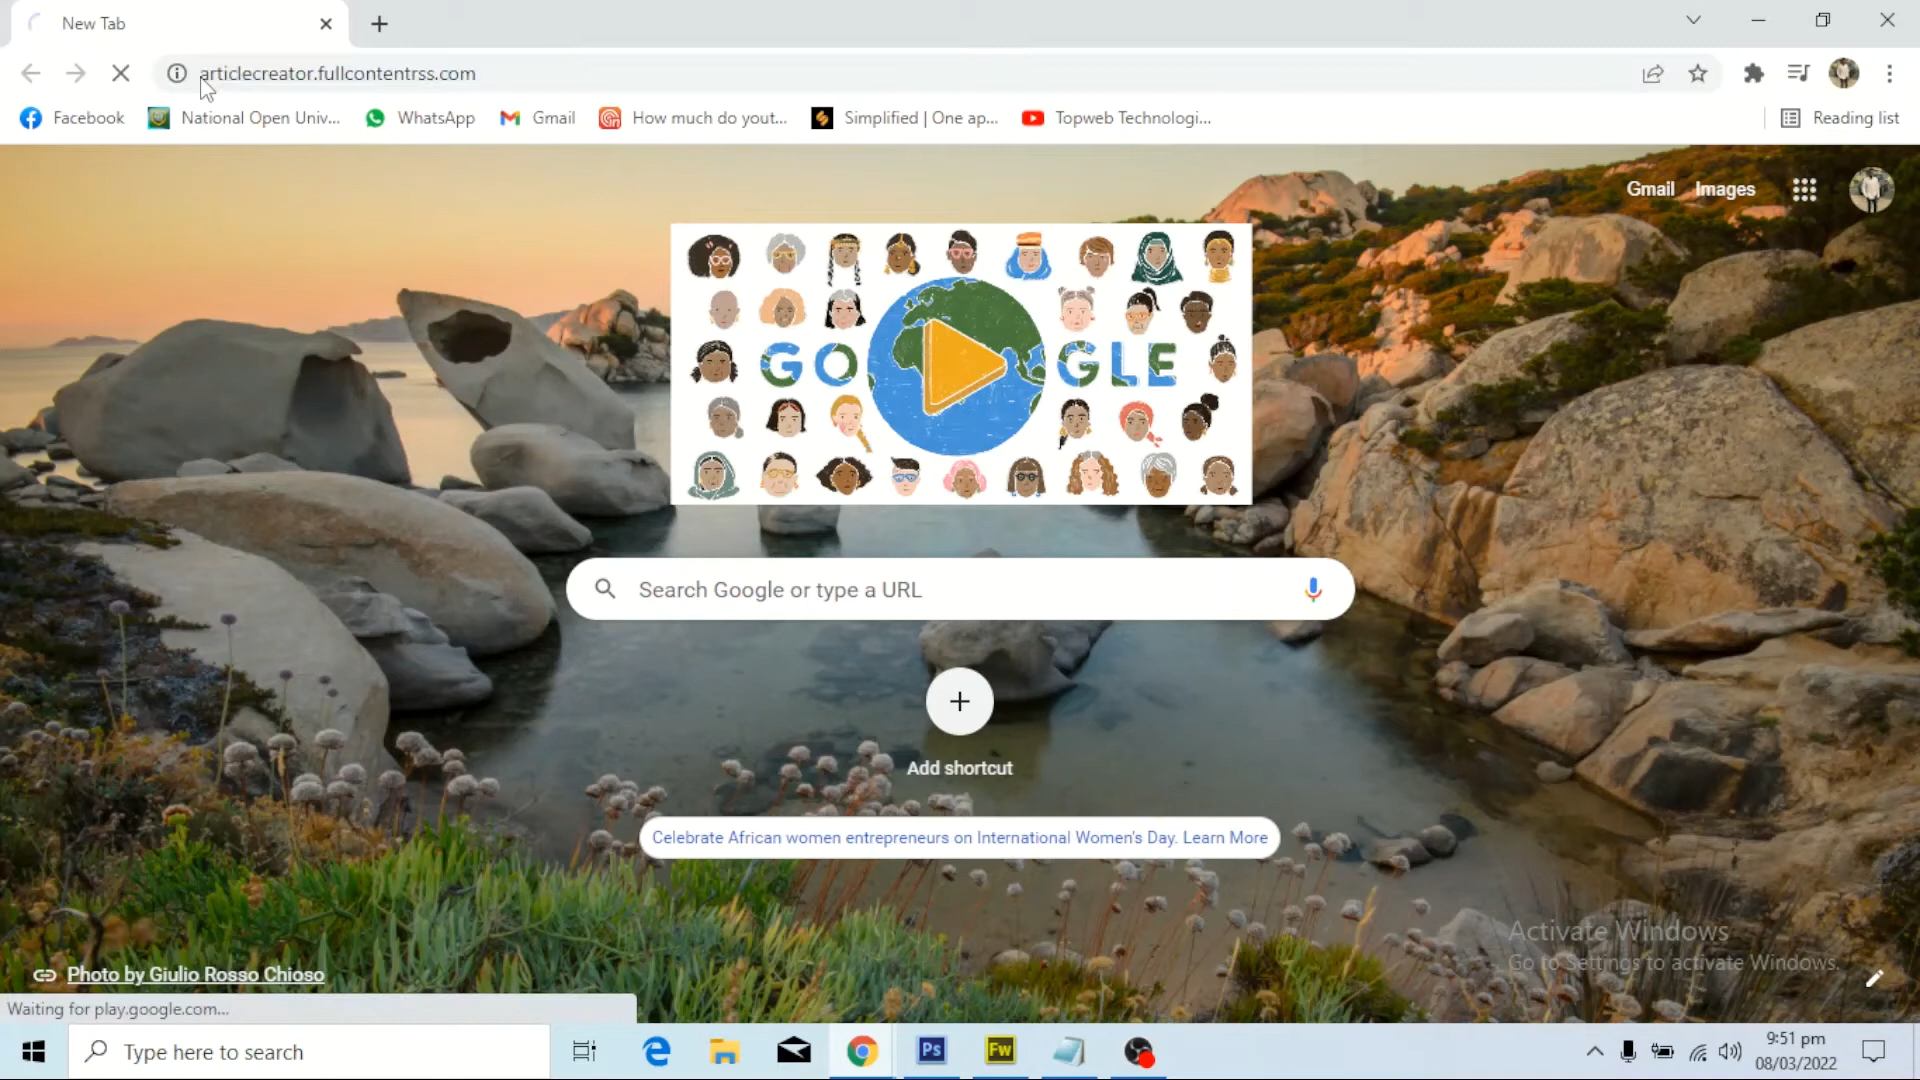 New Tab
articlecreator.fullcontentrss.com
Facebook National Open Univ... WhatsApp Gmail How much do yout... Simplified | One ap... Topweb Technologi... Reading list
Gmail Images
GOOGLE
Search Google or type a URL
Add shortcut
Celebrate African women entrepreneurs on International Women's Day. Learn More
Activate Windows
Go to Settings to activate Windows.
Photo by Giulio Rosso Chioso
Waiting for play.google.com...
Type here to search
Ps Fw
9:51 pm
08/03/2022